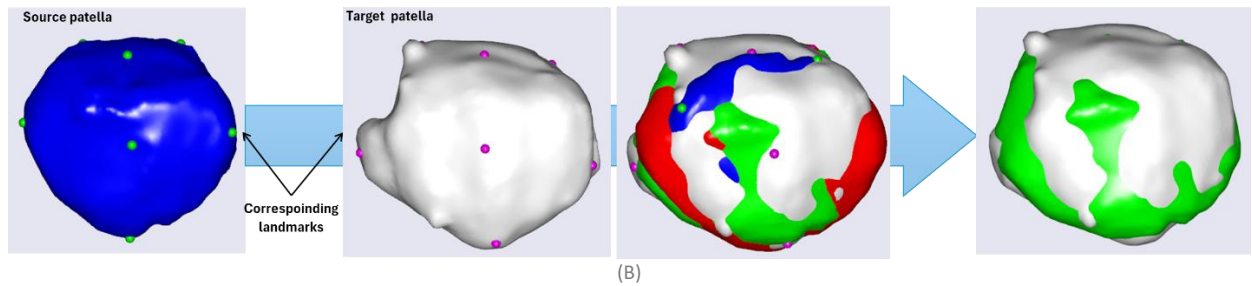 Source patella
Target patella
Correspoinding
landmarks
(B)